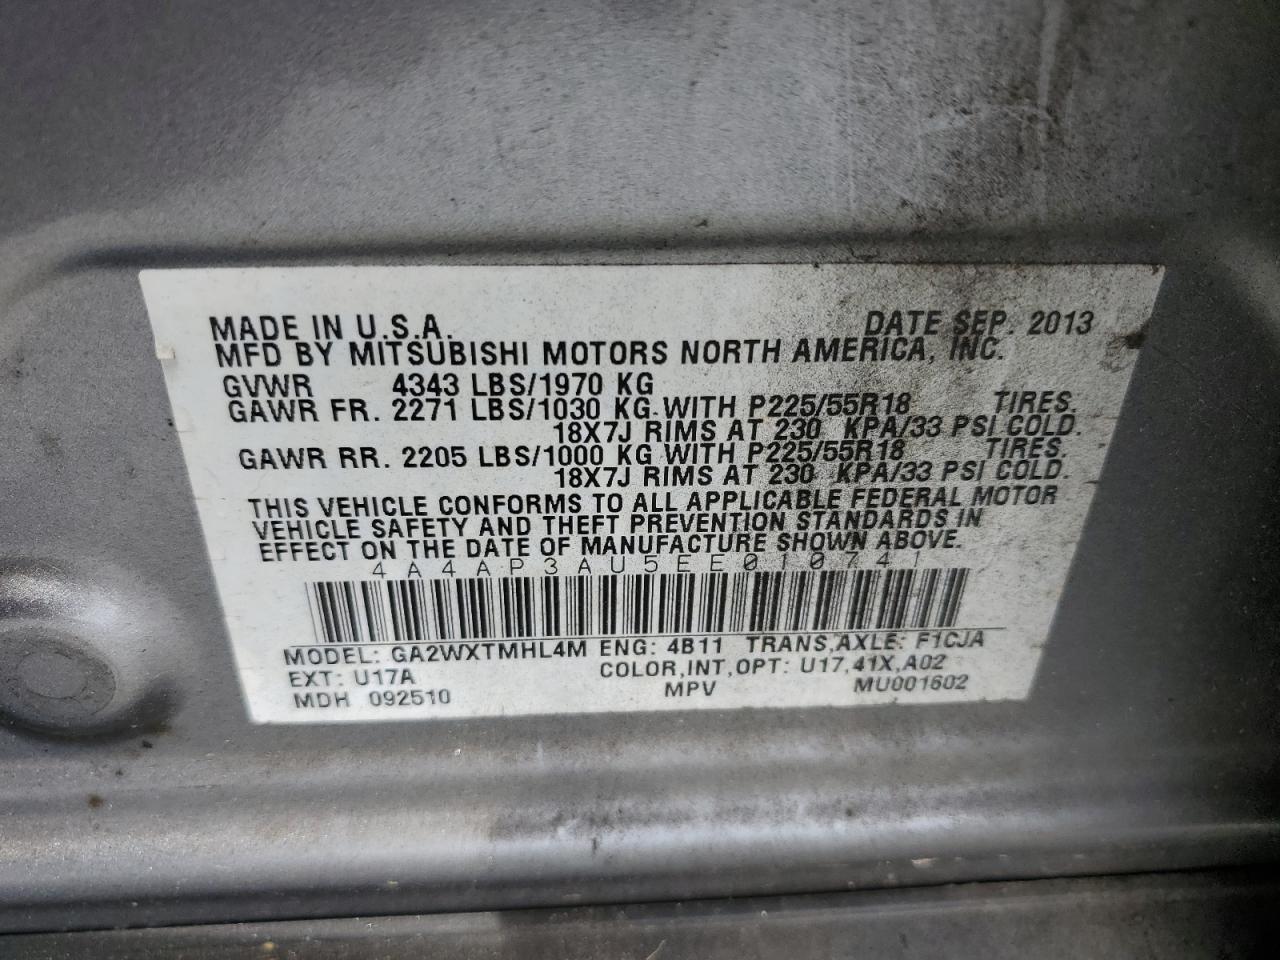 MADE IN U.S.A. DATE SEP. 2013
MFD BY MITSUBISHI MOTORS NORTH AMERICA, INC.
GVWR 4343 LBS/1970 KG
GAWR FR. 2271 LBS/1030 KG WITH P225/55R18 TIRES,
18X7J RIMS AT 230 KPA/33 PSI COLD.
GAWR RR. 2205 LBS/1000 KG WITH P225/55R18 TIRES,
18X7J RIMS AT 230 KPA/33 PSI COLD.
THIS VEHICLE CONFORMS TO ALL APPLICABLE FEDERAL MOTOR
VEHICLE SAFETY AND THEFT PREVENTION STANDARDS IN
EFFECT ON THE DATE OF MANUFACTURE SHOWN ABOVE.
4A4AP3AU5EE010741
MODEL: GA2WXTMHL4M ENG: 4B11 TRANS,AXLE: F1CJA
EXT: U17A COLOR,INT,OPT: U17,41X,A02
MDH 092510 MPV MU001602